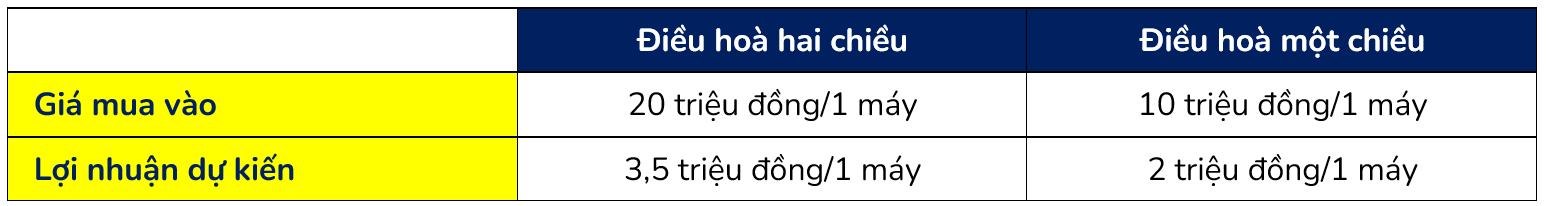 Điều hoà hai chiều Điều hoà một chiều
Giá mua vào 20 triệu đồng/1 máy 10 triệu đồng/1 máy
Lợi nhuận dự kiến 3,5 triệu đồng/1 máy 2 triệu đồng/1 máy